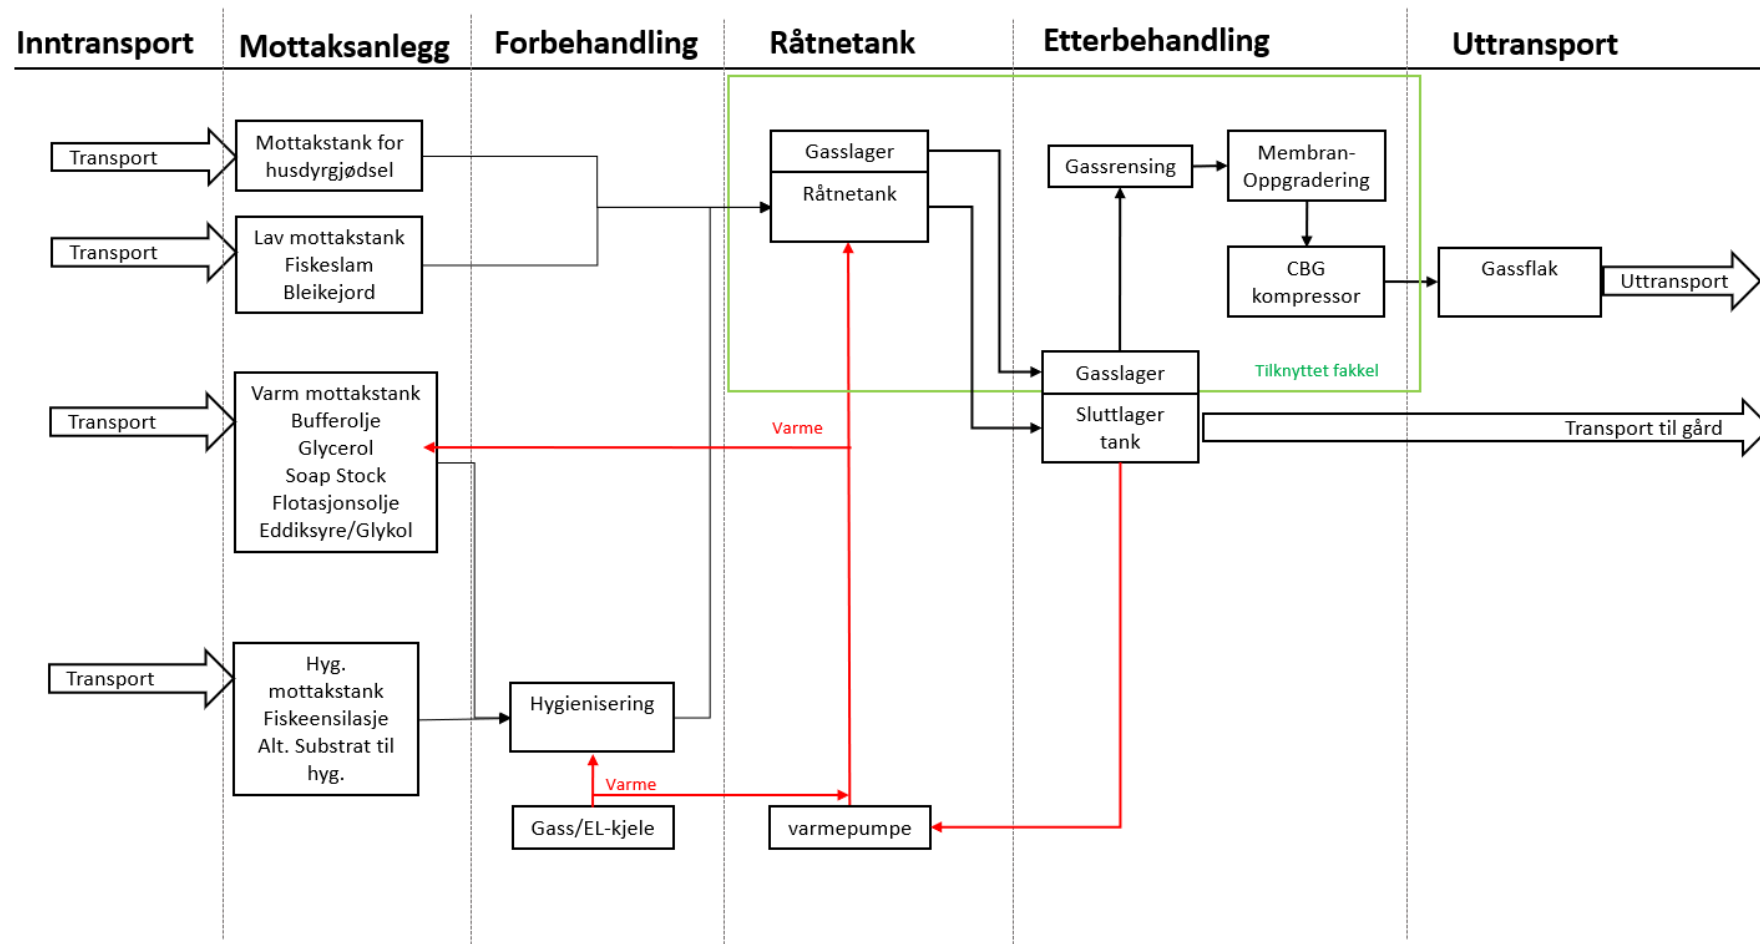 Inntransport
Mottaksanlegg
Forbehandling
Råtnetank
Etterbehandling
Uttransport
Transport
Mottakstank for
husdyrgjødsel
Transport
Lav mottakstank
Fiskeslam
Bleikejord
Transport
Varm mottakstank
Bufferolje
Glycerol
Soap Stock
Flotasjonsolje
Eddiksyre/Glykol
Transport
Hyg.
mottakstank
Fiskeensilasje
Alt. Substrat til
hyg.
Hygienisering
Varme
Gass/EL-kjele
Gasslager
Råtnetank
Varme
varmepumpe
Gassrensing
Membran-
Oppgradering
CBG
kompressor
Gasslager
Sluttlager
tank
Tilknyttet fakkel
Gassflak
Uttransport
Transport til gård